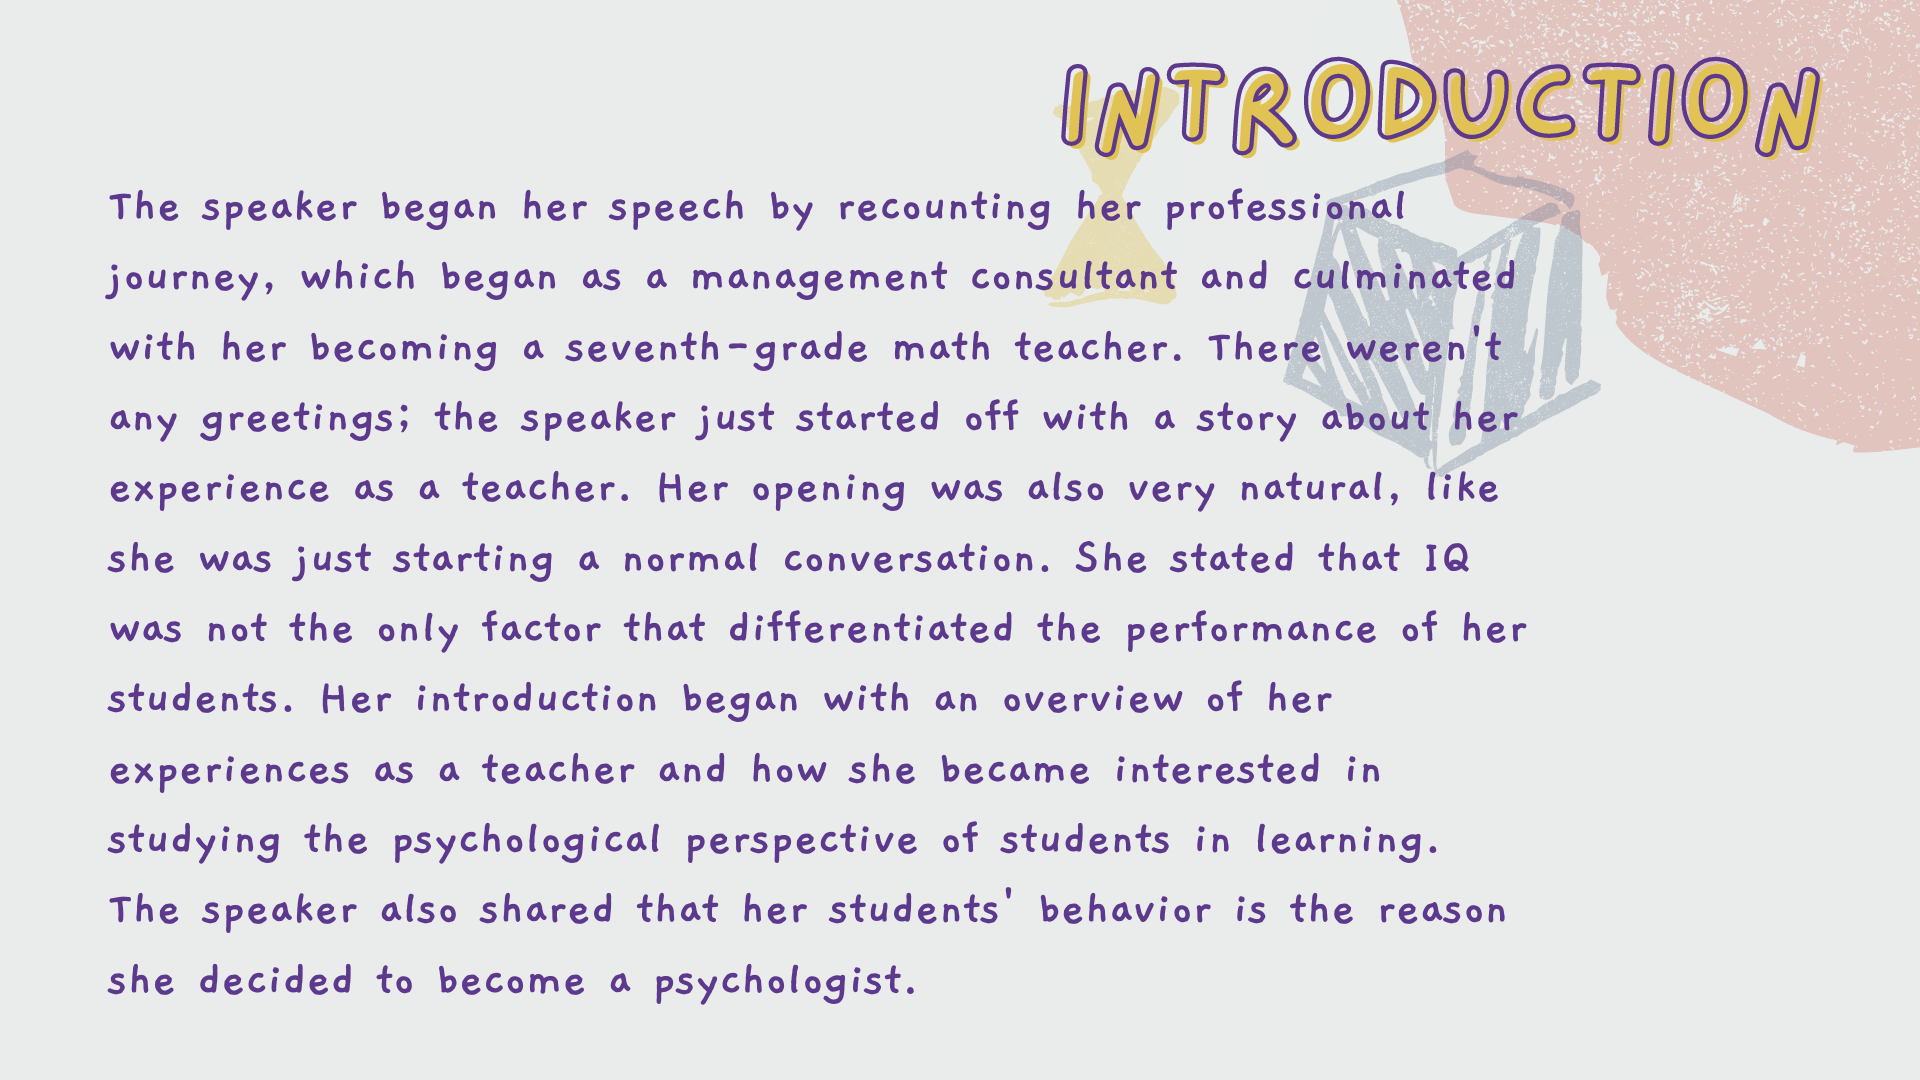 INTRODUCTION
The speaker began her speech by recounting her professional
journey, which began as a management consultant and culminated
with her becoming a seventh-grade math teacher. There weren't
any greetings; the speaker just started off with a story about her
experience as a teacher. Her opening was also very natural, like
she was just starting a normal conversation. She stated that IQ
was not the only factor that differentiated the performance of her
students. Her introduction began with an overview of her
experiences as a teacher and how she became interested in
studying the psychological perspective of students in learning.
The speaker also shared that her students' behavior is the reason
she decided to become a psychologist.